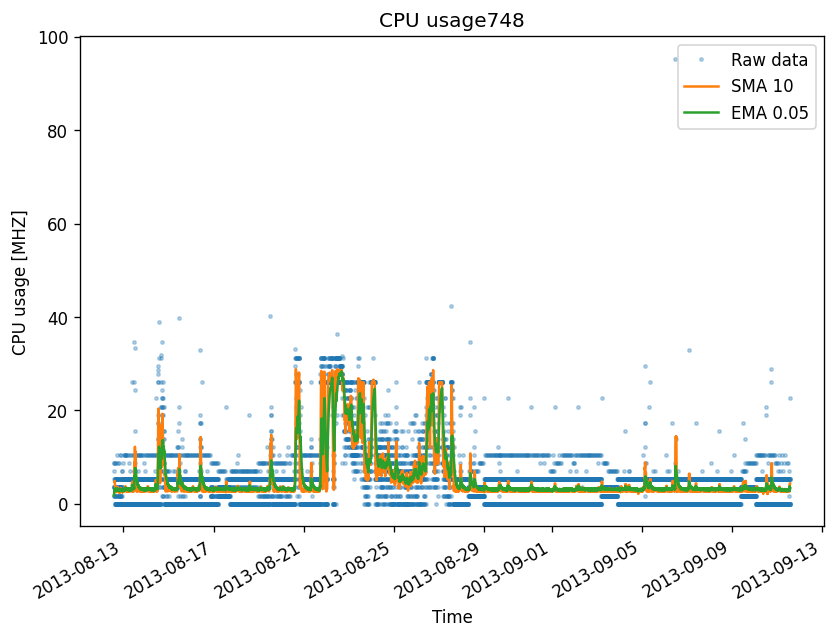 CPU usage748
100
80
60
40
20
0
CPU usage [MHZ]
Raw data
SMA 10
EMA 0.05
2013-08-13
2013-08-17
2013-08-21
2013-08-25
2013-08-29
2013-09-01
2013-09-05
2013-09-09
2013-09-13
Time